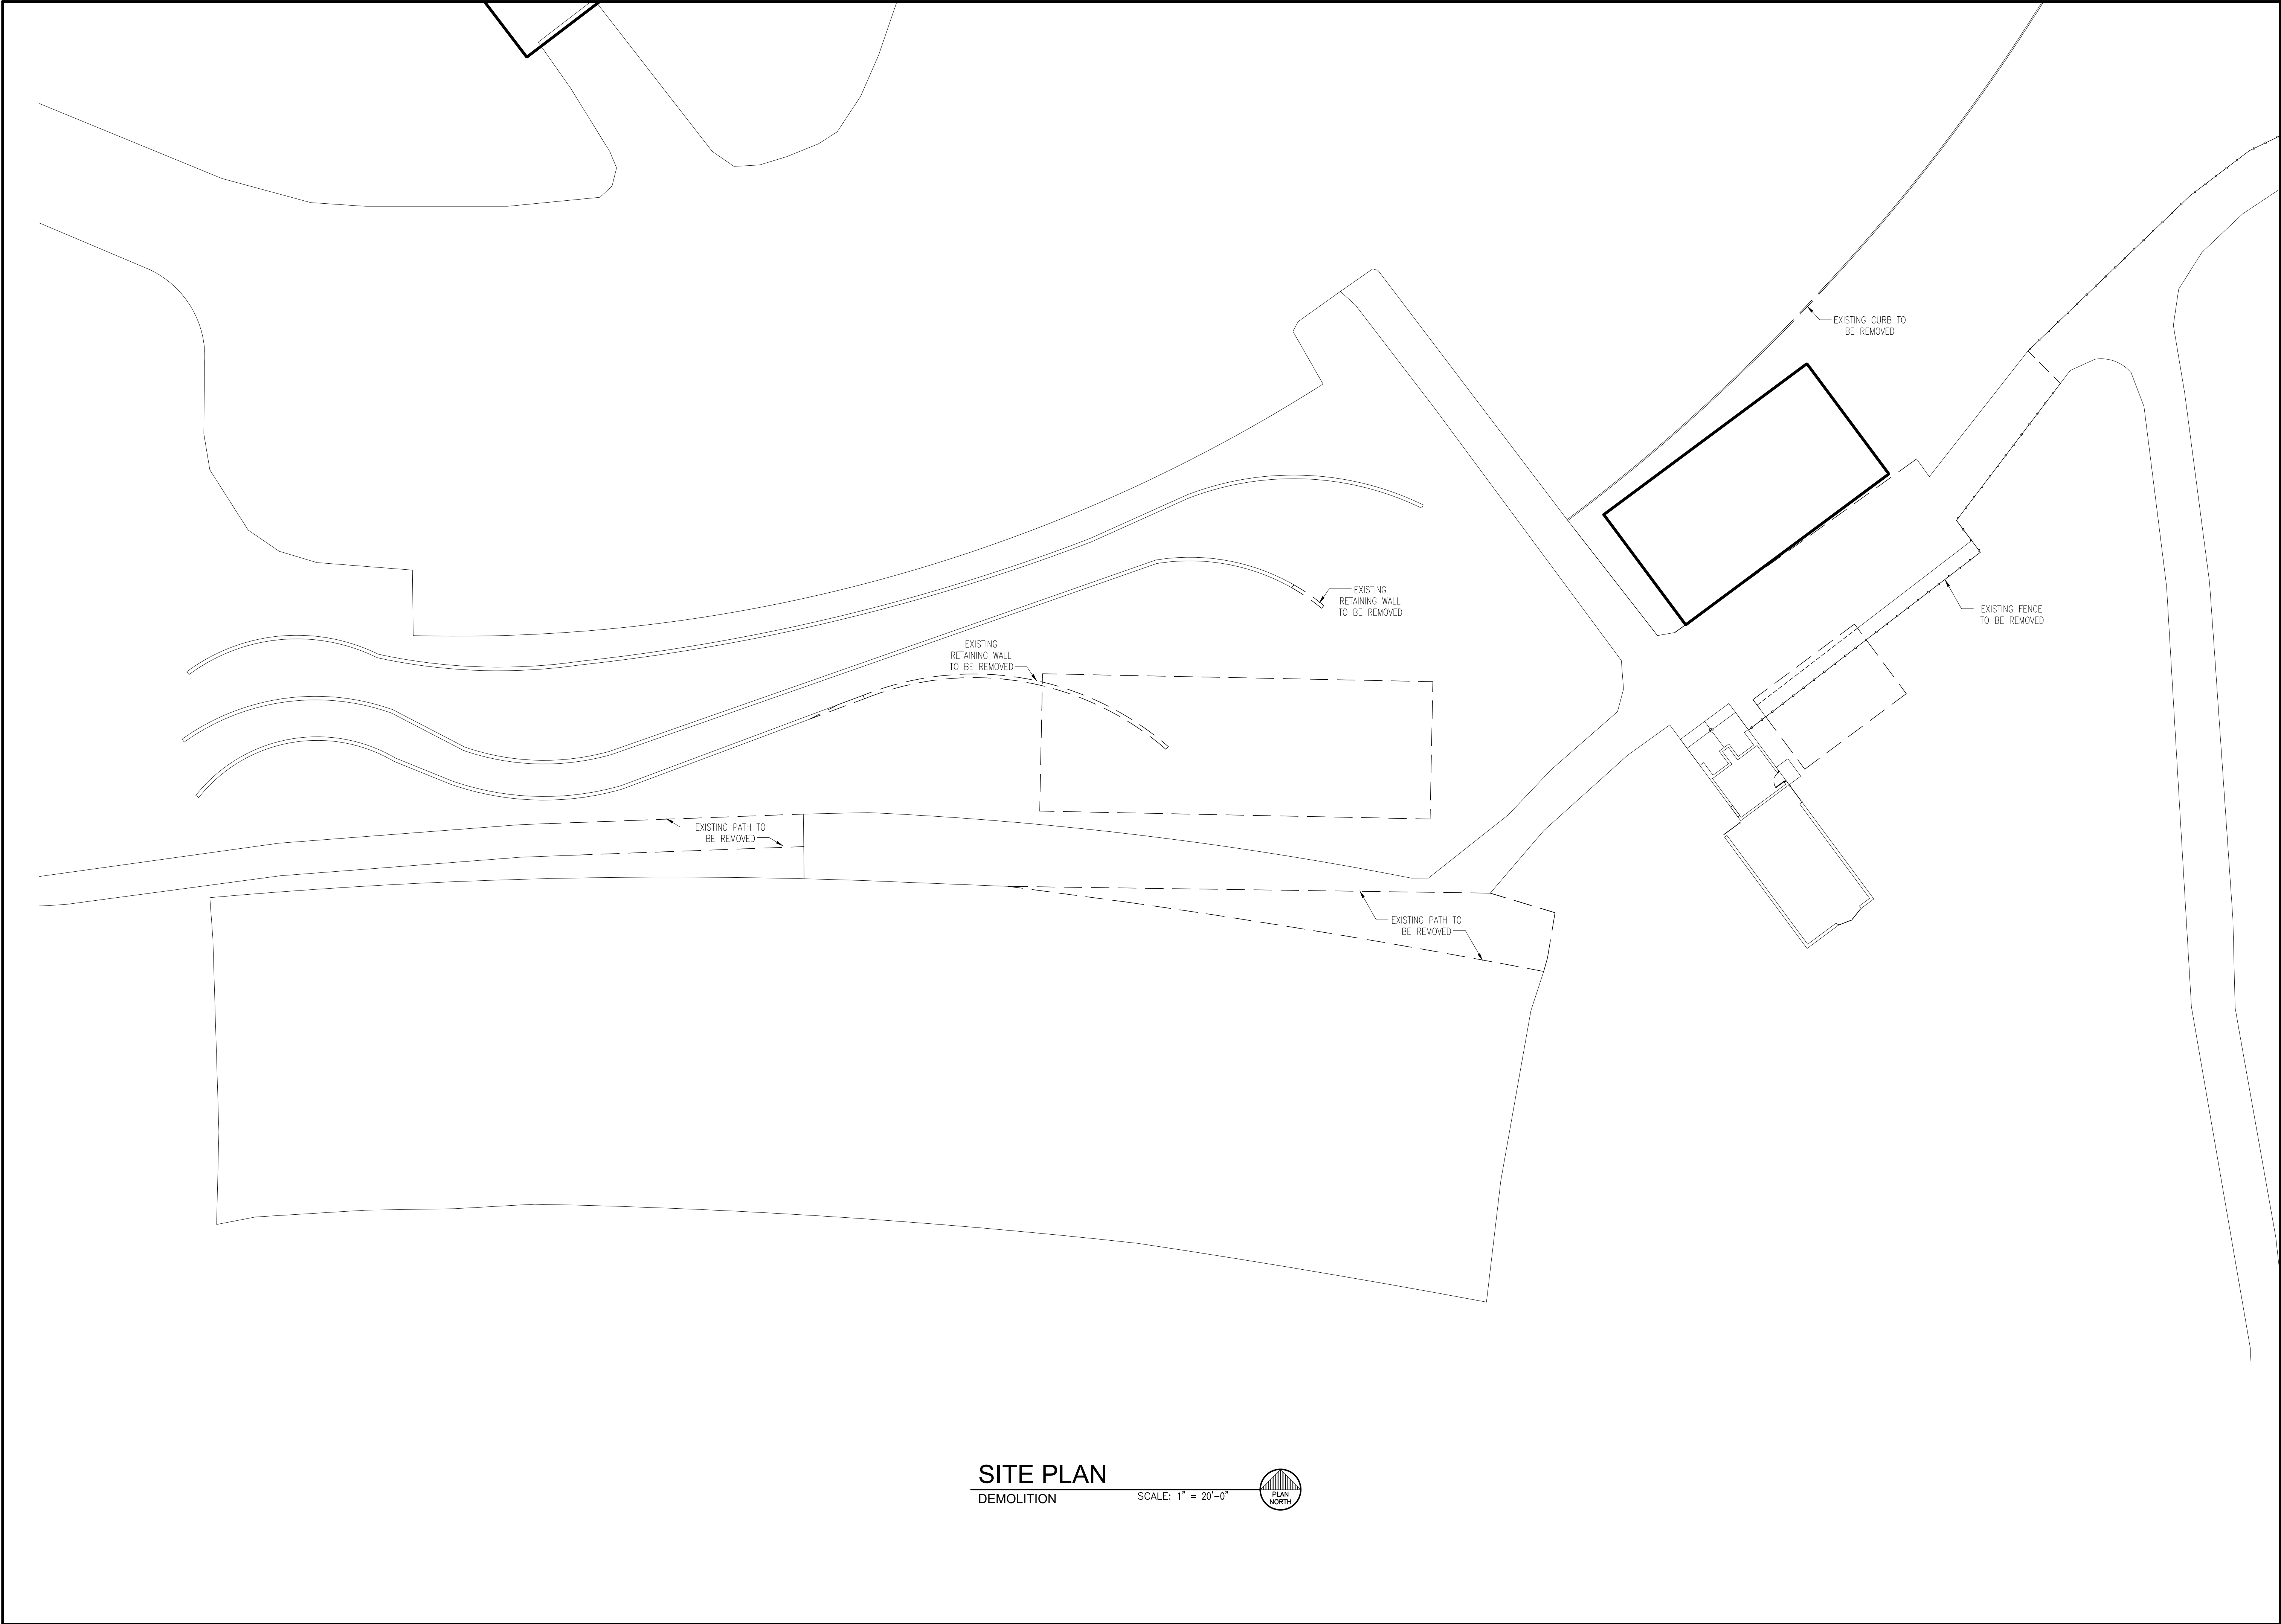 EXISTING CURB TO
BE REMOVED
EXISTING
RETAINING WALL
TO BE REMOVED
EXISTING FENCE
TO BE REMOVED
EXISTING
RETAINING WALL
TO BE REMOVED
EXISTING PATH TO
BE REMOVED
EXISTING PATH TO
BE REMOVED
SITE PLAN
DEMOLITION
SCALE: 1" = 20'-0"
PLAN
NORTH